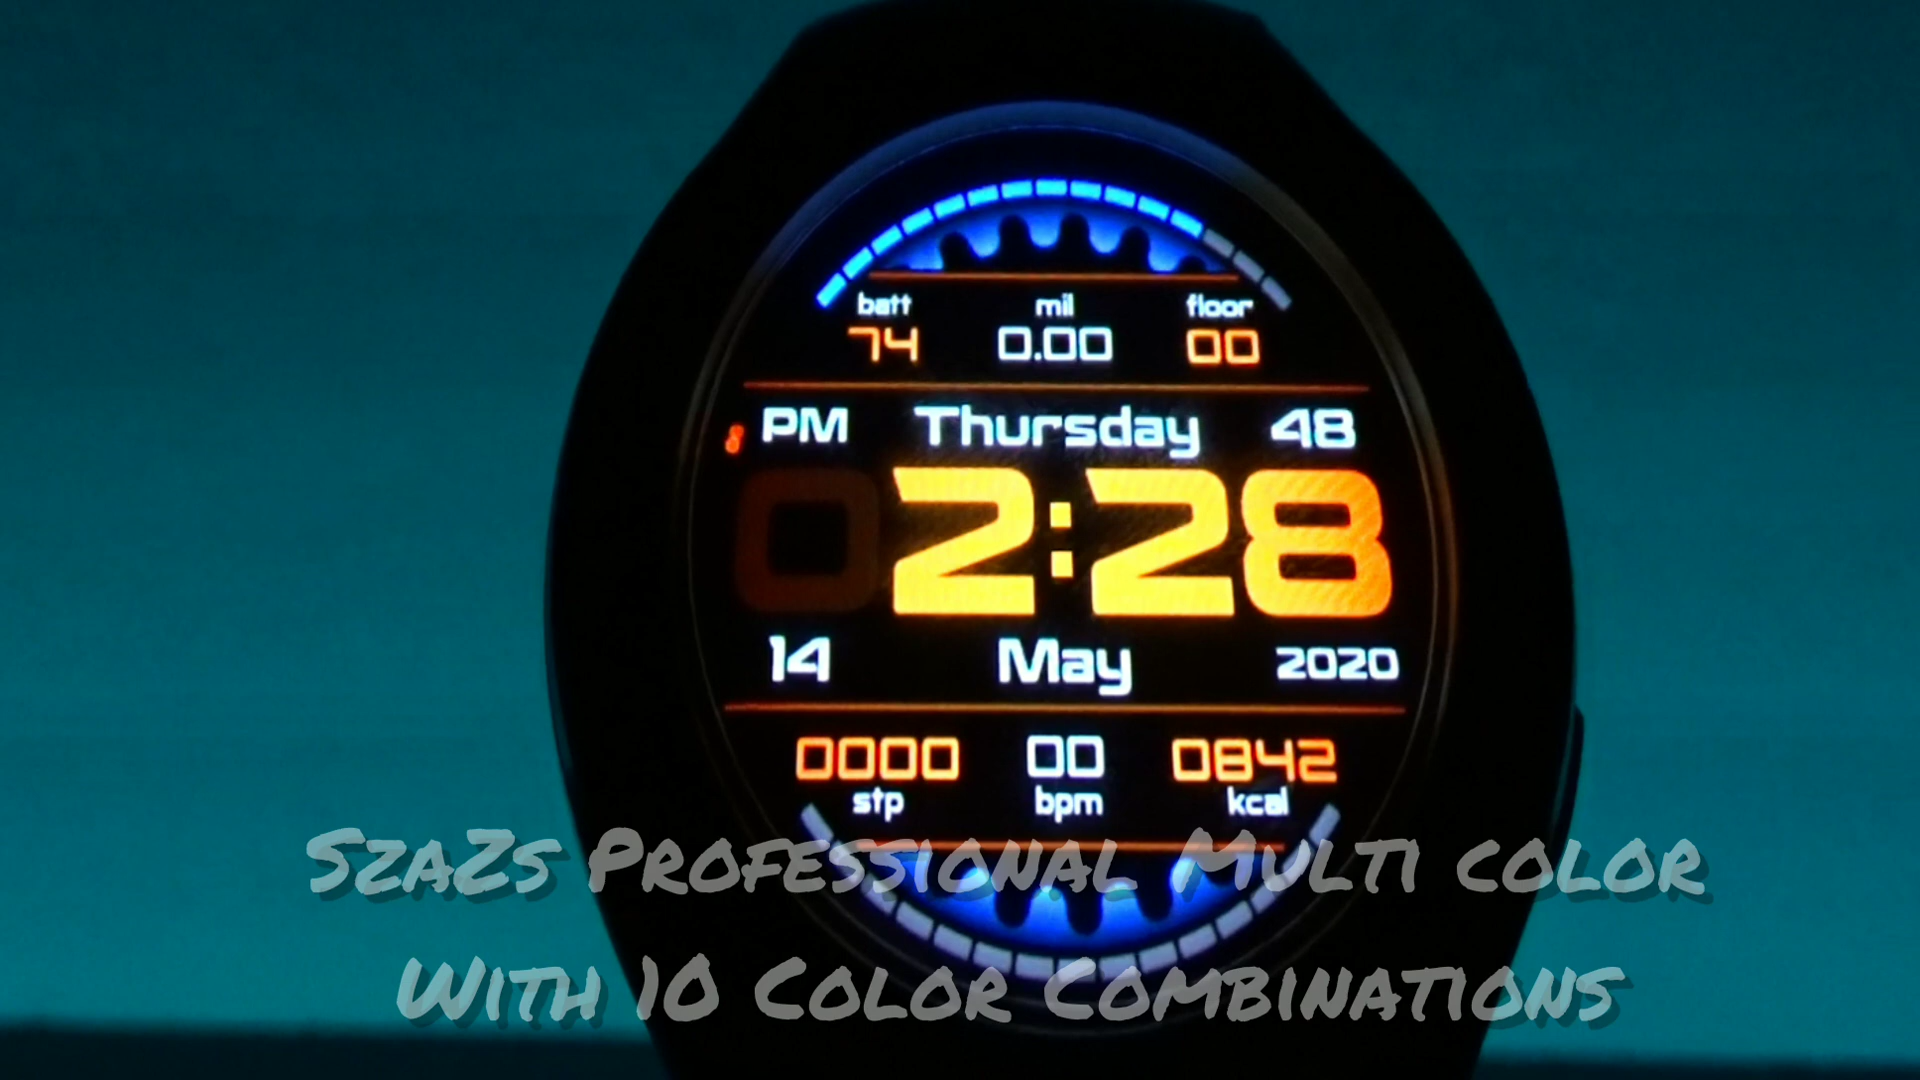 batt mil floor
74 0.00 00
PM Thursday 48
02:28
14 May 2020
0000 00 0842
stp bpm kcal
SzaZs Professional Multi color
With 10 Color Combinations